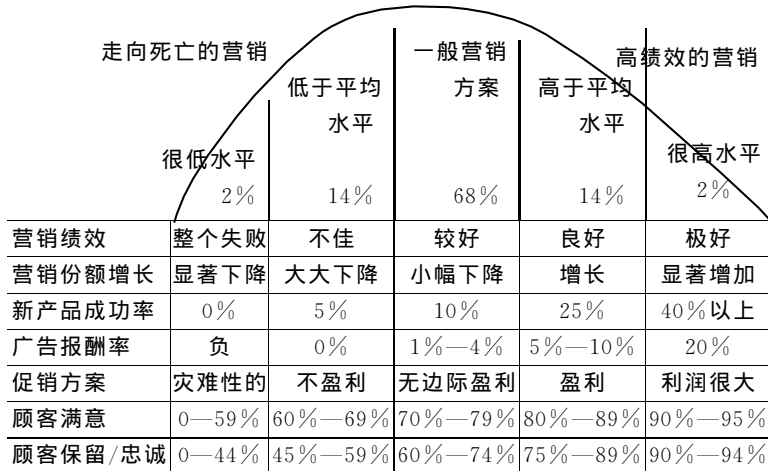 走向死亡的营销
一般营销
方案
高绩效的营销
低于平均
水平
高于平均
水平
很低水平
很高水平
2%
14%
68%
14%
2%
营销绩效 整个失败 不佳 较好 良好 极好
营销份额增长 显著下降 大大下降 小幅下降 增长 显著增加
新产品成功率 0% 5% 10% 25% 40%以上
广告报酬率 负 0% 1%—4% 5%—10% 20%
促销方案 灾难性的 不盈利 无边际盈利 盈利 利润很大
顾客满意 0—59% 60%—69% 70%—79% 80%—89% 90%—95%
顾客保留/忠诚 0—44% 45%—59% 60%—74% 75%—89% 90%—94%